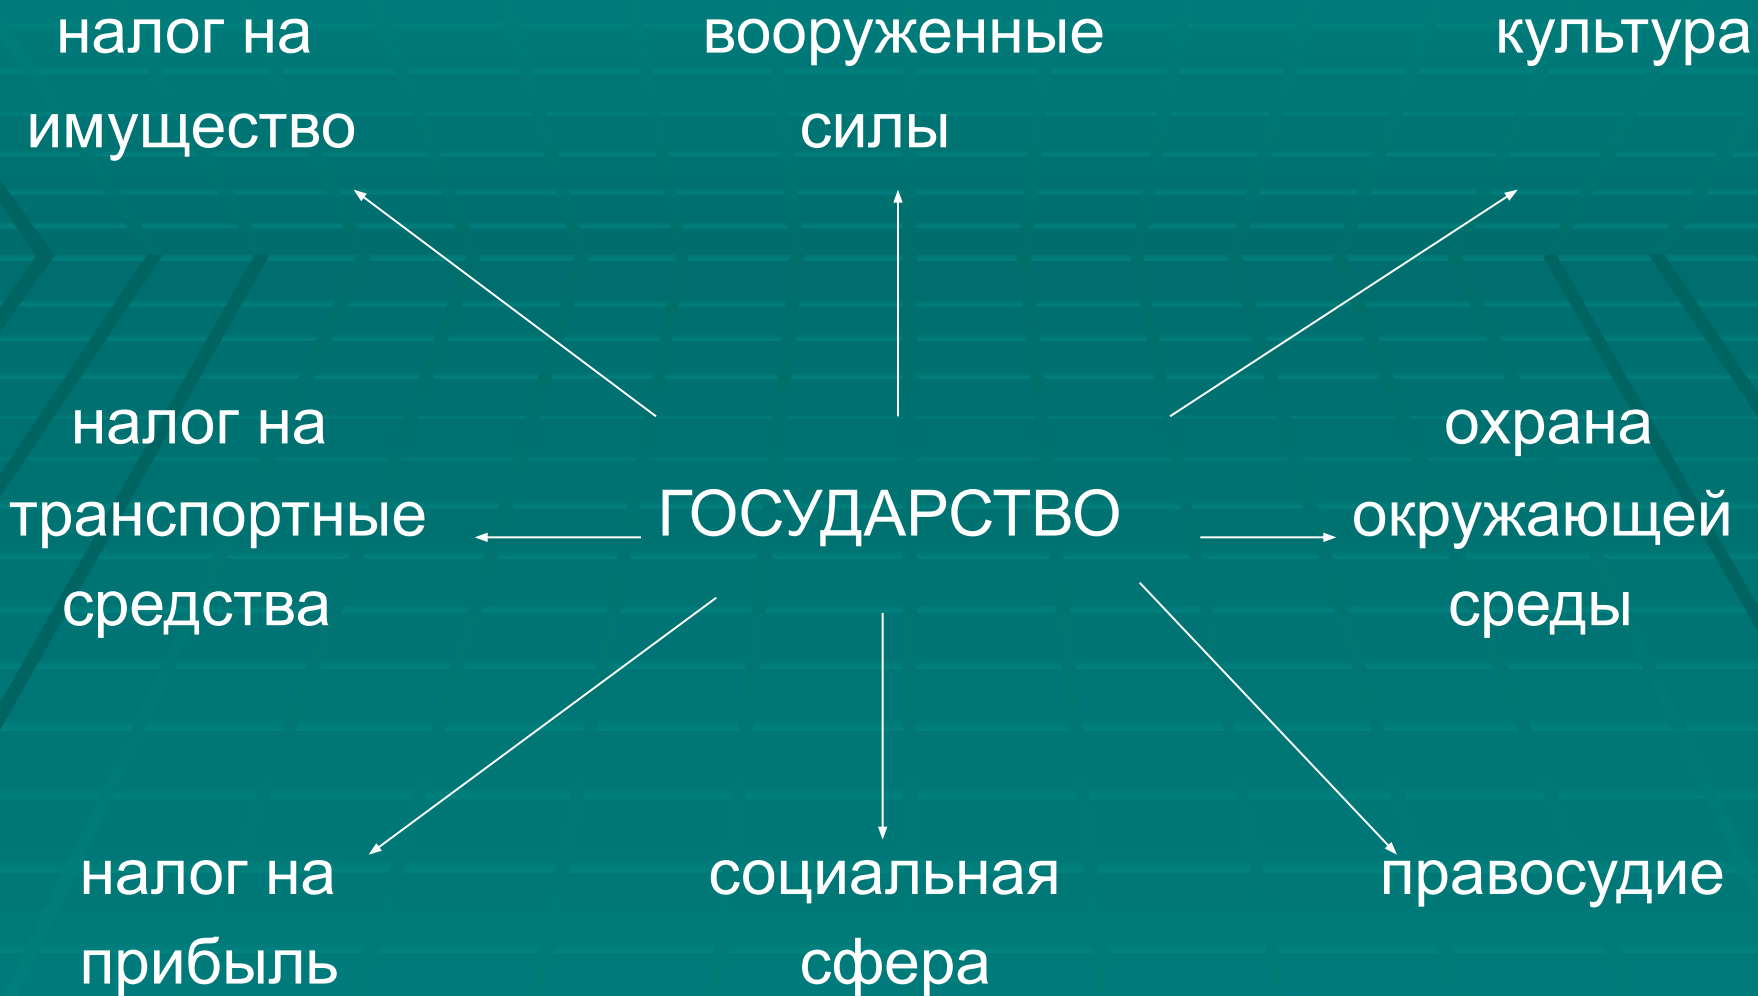 налог на
имущество
вооруженные
силы
культура
налог на
транспортные
средства
ГОСУДАРСТВО
охрана
окружающей
среды
налог на
прибыль
социальная
сфера
правосудие